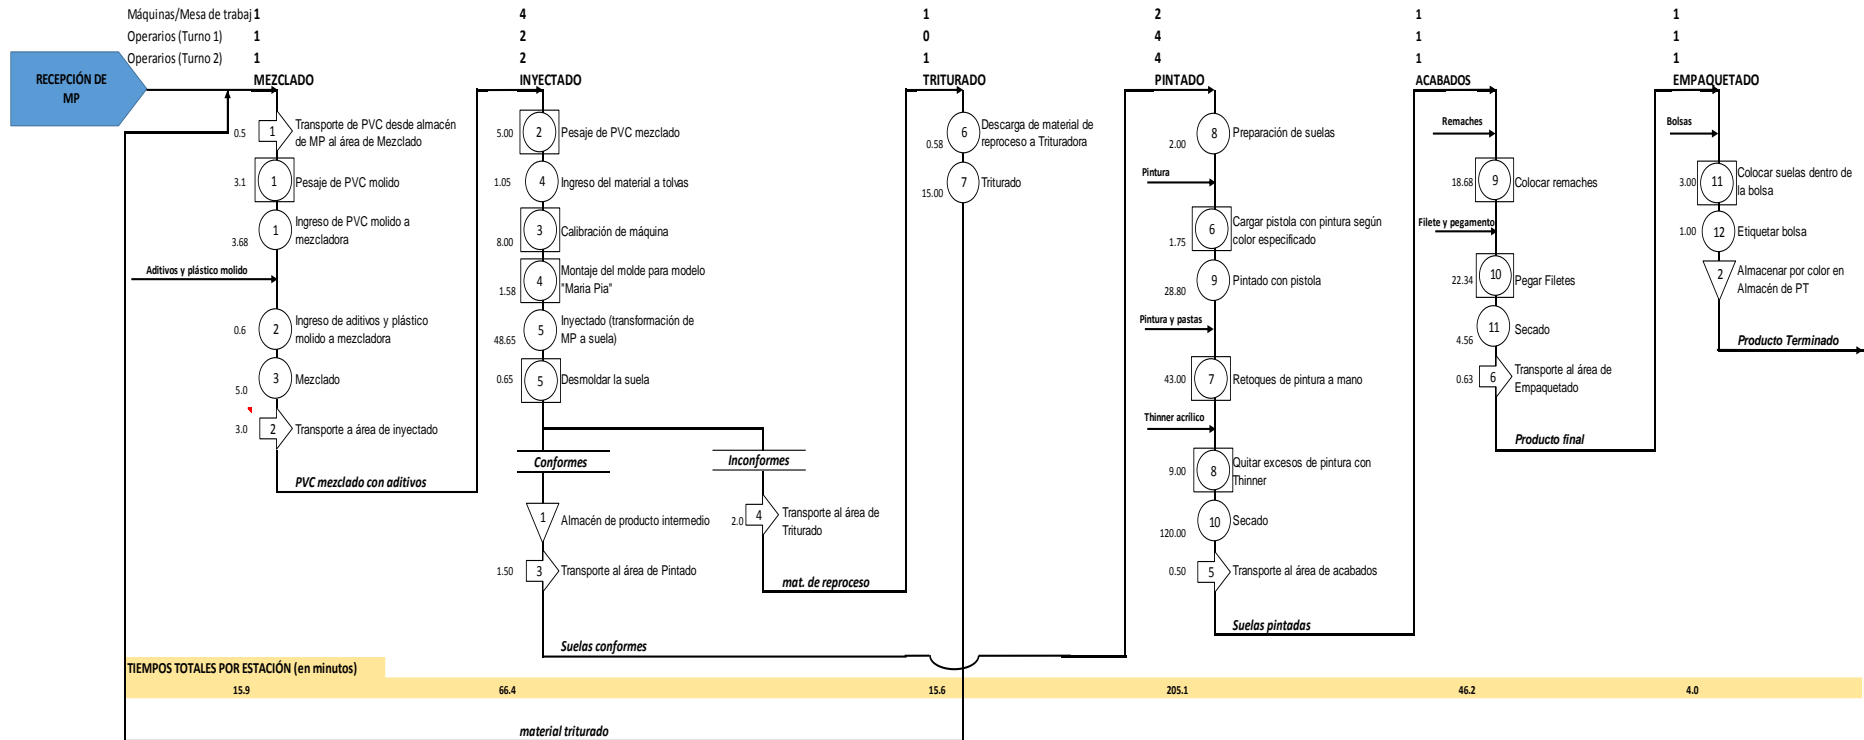 Máquinas/Mesa de trabaj 1 4 1 2 1 1
Operarios (Turno 1) 1 2 0 4 1 1
Operarios (Turno 2) 1 2 1 4 1 1
RECEPCIÓN DE
MP
MEZCLADO
0.5 1 Transporte de PVC desde almacén
de MP al área de Mezclado
3.1 1 Pesaje de PVC molido
3.68 1 Ingreso de PVC molido a
mezcladora
Aditivos y plástico molido
0.6 2 Ingreso de aditivos y plástico
molido a mezcladora
5.0 3 Mezclado
3.0 2 Transporte a área de inyectado
PVC mezclado con aditivos
INYECTADO
5.00 2 Pesaje de PVC mezclado
1.05 4 Ingreso del material a tolvas
8.00 3 Calibración de máquina
1.58 4 Montaje del molde para modelo
"Maria Pia"
48.65 5 Inyectado (transformación de
MP a suela)
0.65 5 Desmoldar la suela
Conformes
Inconformes
1 Almacén de producto intermedio
1.50 3 Transporte al área de Pintado
2.0 4 Transporte al área de
Triturado
mat. de reproceso
Suelas conformes
TRITURADO
0.58 6 Descarga de material de
reproceso a Trituradora
15.00 7 Triturado
PINTADO
2.00 8 Preparación de suelas
Pintura
1.75 6 Cargar pistola con pintura según
color especificado
28.80 9 Pintado con pistola
Pintura y pastas
43.00 7 Retoques de pintura a mano
Thinner acrílico
9.00 8 Quitar excesos de pintura con
Thinner
120.00 10 Secado
0.50 5 Transporte al área de acabados
Suelas pintadas
ACABADOS
Remaches
18.68 9 Colocar remaches
Filete y pegamento
22.34 10 Pegar Filetes
4.56 11 Secado
0.63 6 Transporte al área de
Empaquetado
Producto final
EMPAQUETADO
Bolsas
3.00 11 Colocar suelas dentro de
la bolsa
1.00 12 Etiquetar bolsa
2 Almacenar por color en
Almacén de PT
Producto Terminado
TIEMPOS TOTALES POR ESTACIÓN (en minutos)
15.9 66.4 15.6 205.1 46.2 4.0
material triturado